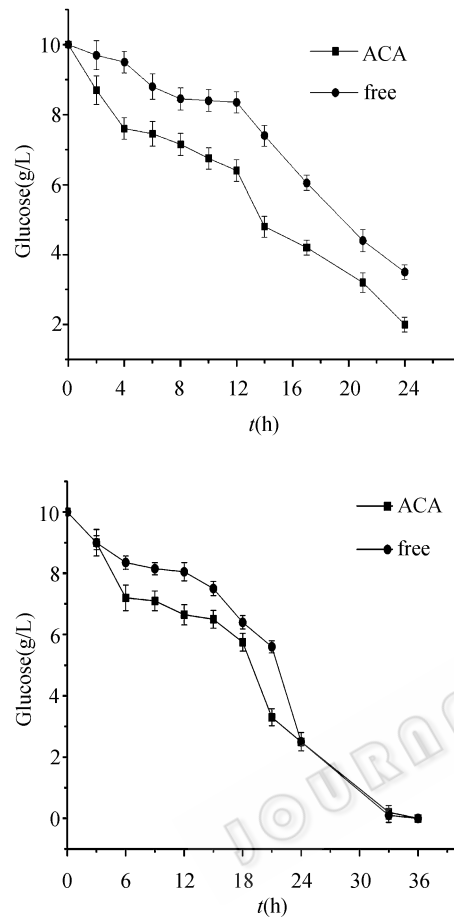 ACA
free
10
8
6
4
2
Glucose(g/L)
0 4 8 12 16 20 24
t(h)
ACA
free
10
8
6
4
2
0
Glucose(g/L)
0 6 12 18 24 30 36
t(h)
JOURNA